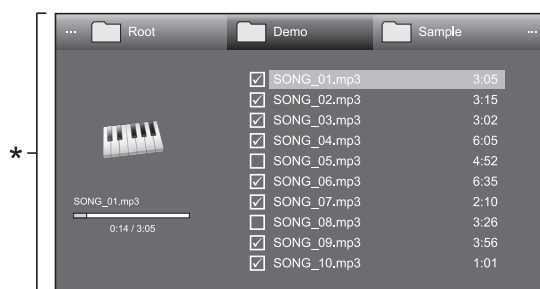 ... Root Demo Sample ...
SONG_01.mp3 3:05
SONG_02.mp3 3:15
SONG_03.mp3 3:02
SONG_04.mp3 6:05
SONG_05.mp3 4:52
SONG_06.mp3 6:35
SONG_07.mp3 2:10
SONG_08.mp3 3:26
SONG_09.mp3 3:56
SONG_10.mp3 1:01
*
SONG_01.mp3
0:14 / 3:05